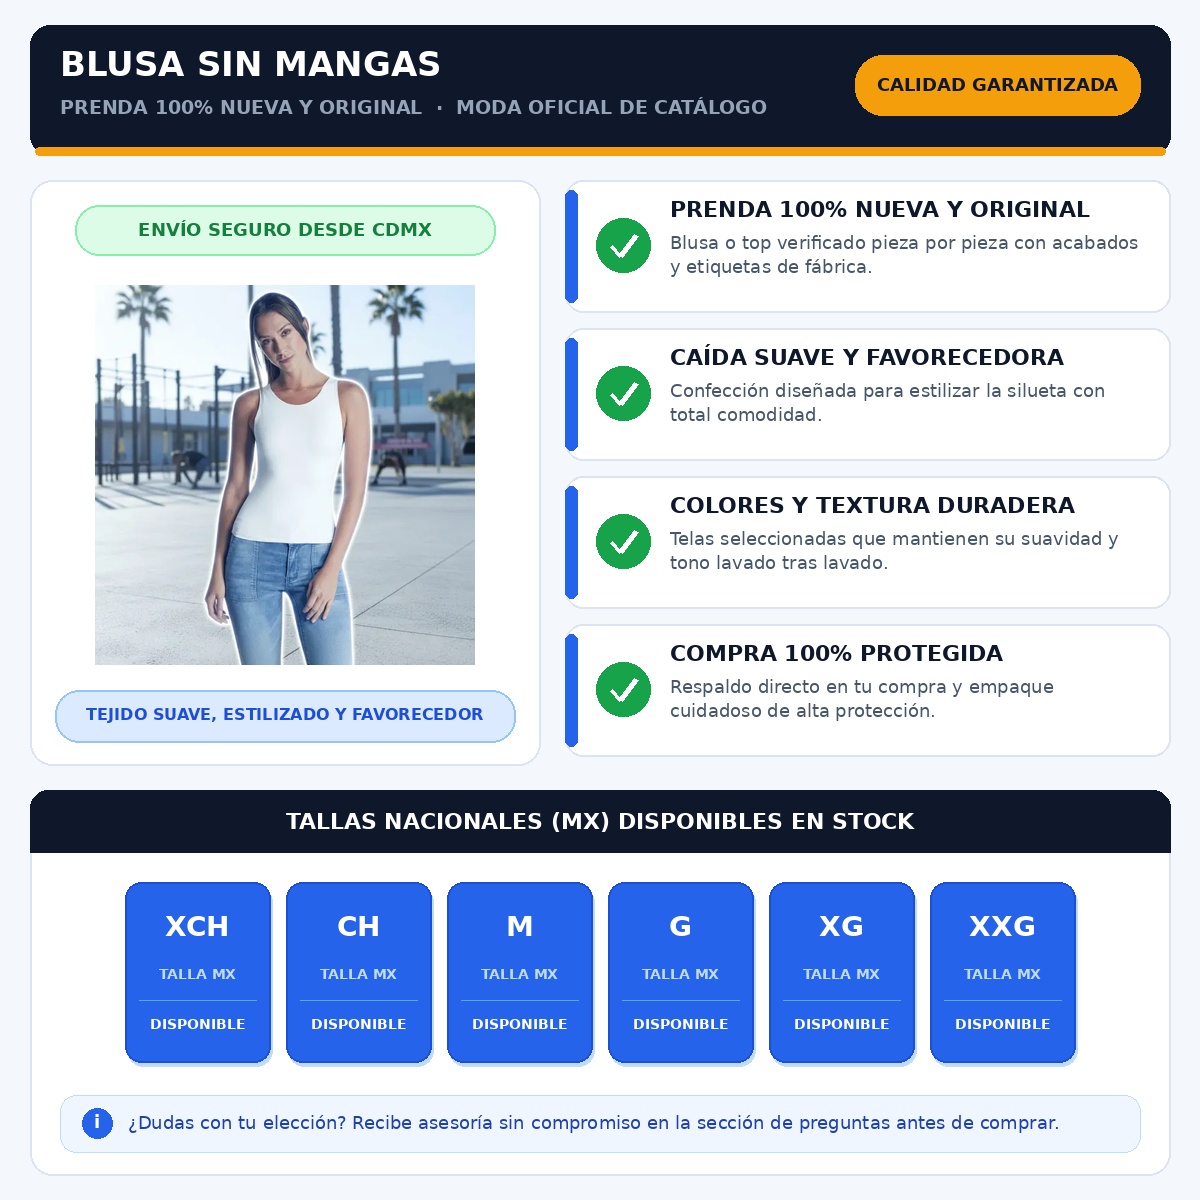 BLUSA SIN MANGAS
PRENDA 100% NUEVA Y ORIGINAL · MODA OFICIAL DE CATÁLOGO
CALIDAD GARANTIZADA
ENVÍO SEGURO DESDE CDMX
TEJIDO SUAVE, ESTILIZADO Y FAVORECEDOR
PRENDA 100% NUEVA Y ORIGINAL
Blusa o top verificado pieza por pieza con acabados
y etiquetas de fábrica.
CAÍDA SUAVE Y FAVORECEDORA
Confección diseñada para estilizar la silueta con
total comodidad.
COLORES Y TEXTURA DURADERA
Telas seleccionadas que mantienen su suavidad y
tono lavado tras lavado.
COMPRA 100% PROTEGIDA
Respaldo directo en tu compra y empaque
cuidadoso de alta protección.
TALLAS NACIONALES (MX) DISPONIBLES EN STOCK
XCH
TALLA MX
DISPONIBLE
CH
TALLA MX
DISPONIBLE
M
TALLA MX
DISPONIBLE
G
TALLA MX
DISPONIBLE
XG
TALLA MX
DISPONIBLE
XXG
TALLA MX
DISPONIBLE
i
¿Dudas con tu elección? Recibe asesoría sin compromiso en la sección de preguntas antes de comprar.